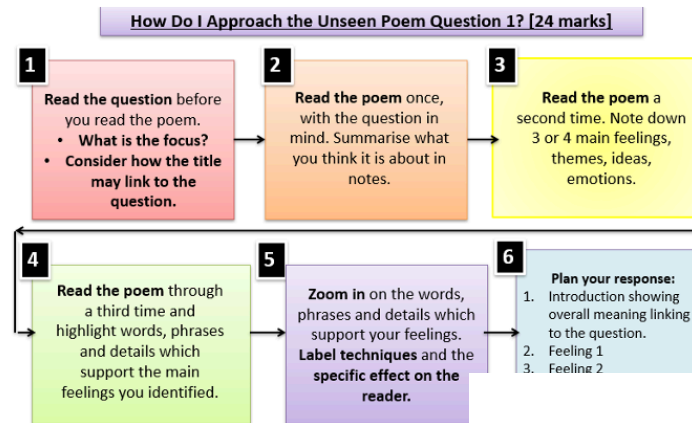 How Do I Approach the Unseen Poem Question 1? [24 marks]
1
Read the question before
you read the poem.
• What is the focus?
• Consider how the title
may link to the
question.
2
Read the poem once,
with the question in
mind. Summarise what
you think it is about in
notes.
3
Read the poem a
second time. Note down
3 or 4 main feelings,
themes, ideas,
emotions.
4
Read the poem through
a third time and
highlight words, phrases
and details which
support the main
feelings you identified.
5
Zoom in on the words,
phrases and details which
support your feelings.
Label techniques and the
specific effect on the
reader.
6
Plan your response:
1. Introduction showing
overall meaning linking
to the question.
2. Feeling 1
3. Feeling 2